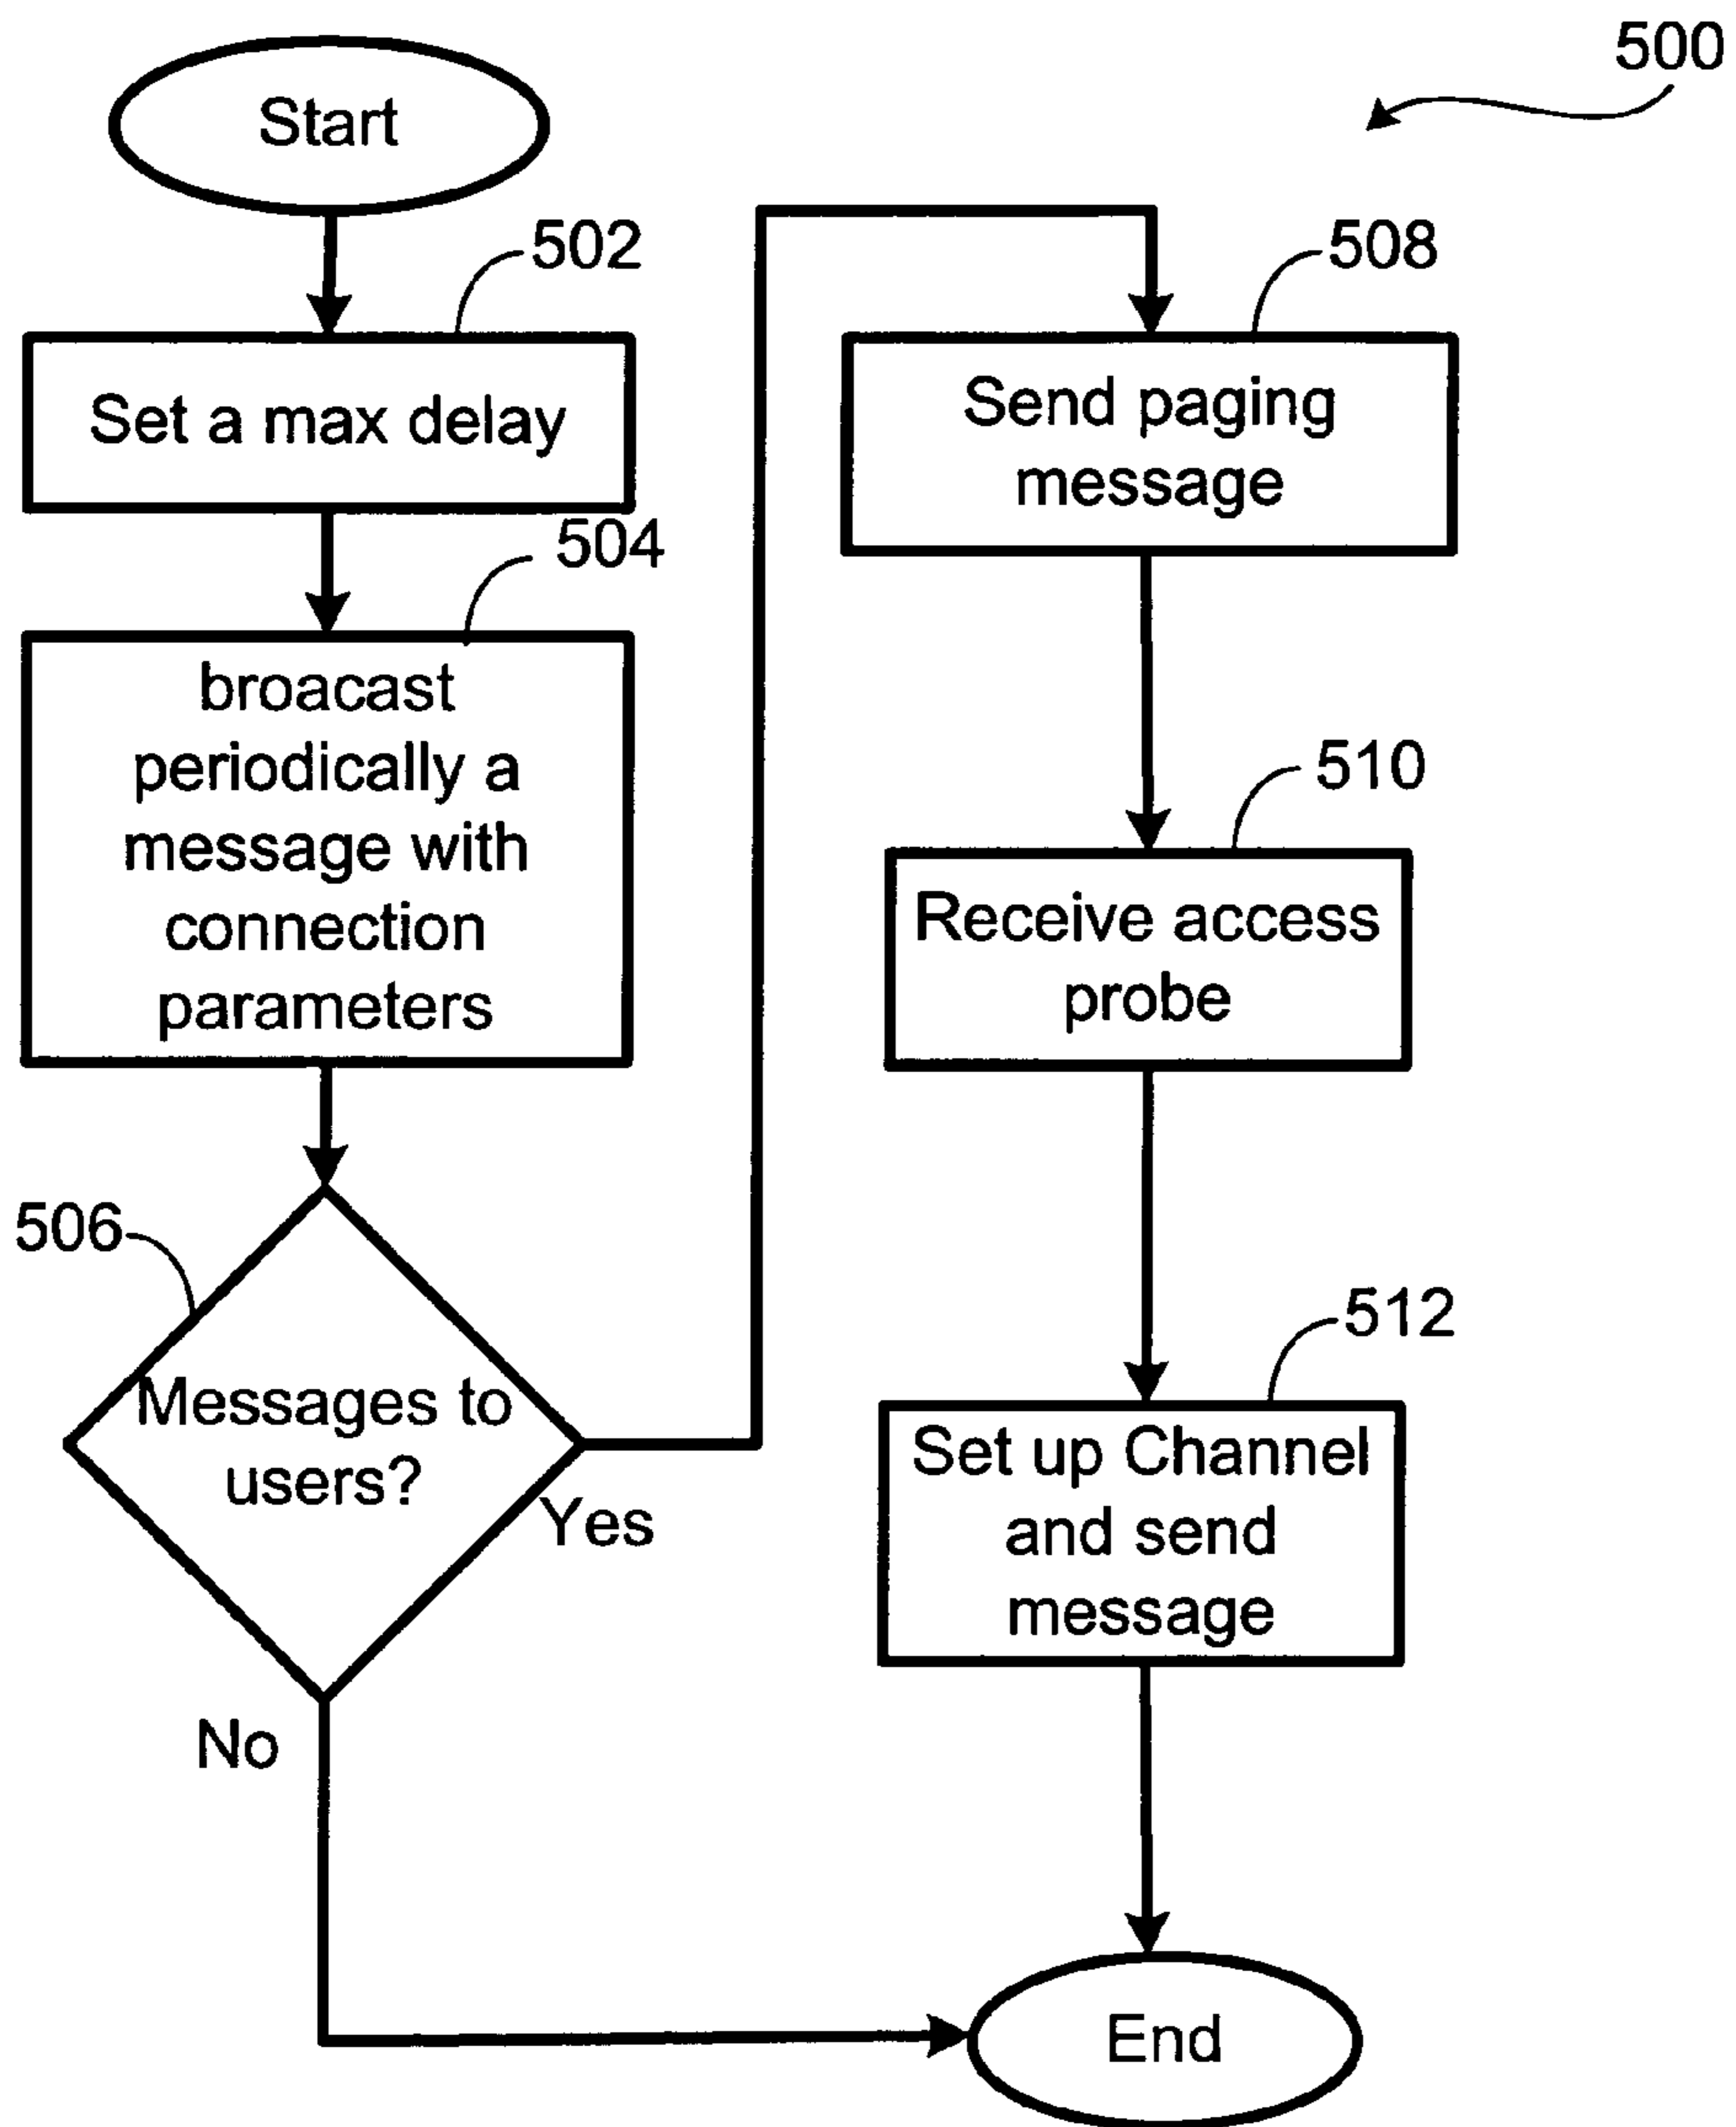 500
Start
502
Set a max delay
504
broacast
periodically a
message with
connection
parameters
506
Messages to
users?
Yes
No
508
Send paging
message
510
Receive access
probe
512
Set up Channel
and send
message
End